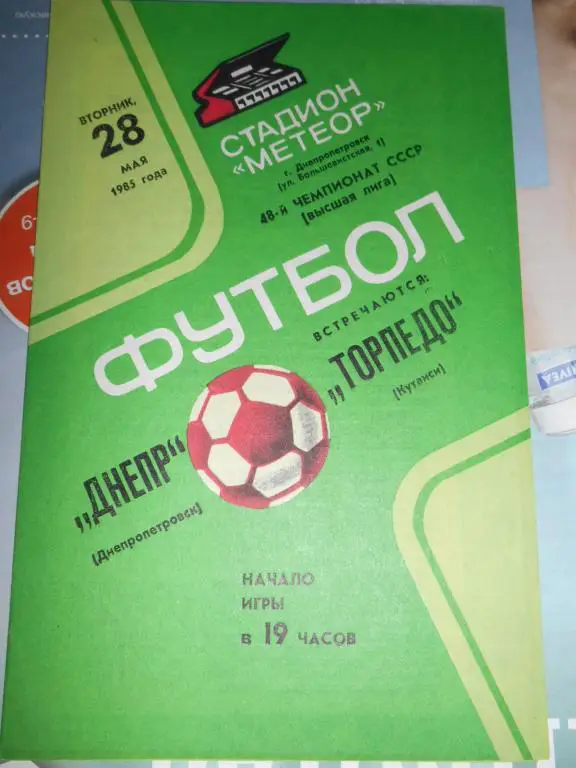 ВТОРНИК,
28
МАЯ
1985 года
СТАДИОН
«МЕТЕОР»
г. Днепропетровск
(ул. Большевистская, 1)
48-й ЧЕМПИОНАТ СССР
(высшая лига)
ФУТБОЛ
ВСТРЕЧАЮТСЯ:
„ДНЕПР“
(Днепропетровск)
„ТОРПЕДО“
(Кутаиси)
НАЧАЛО
ИГРЫ
в 19 ЧАСОВ
NIVEA